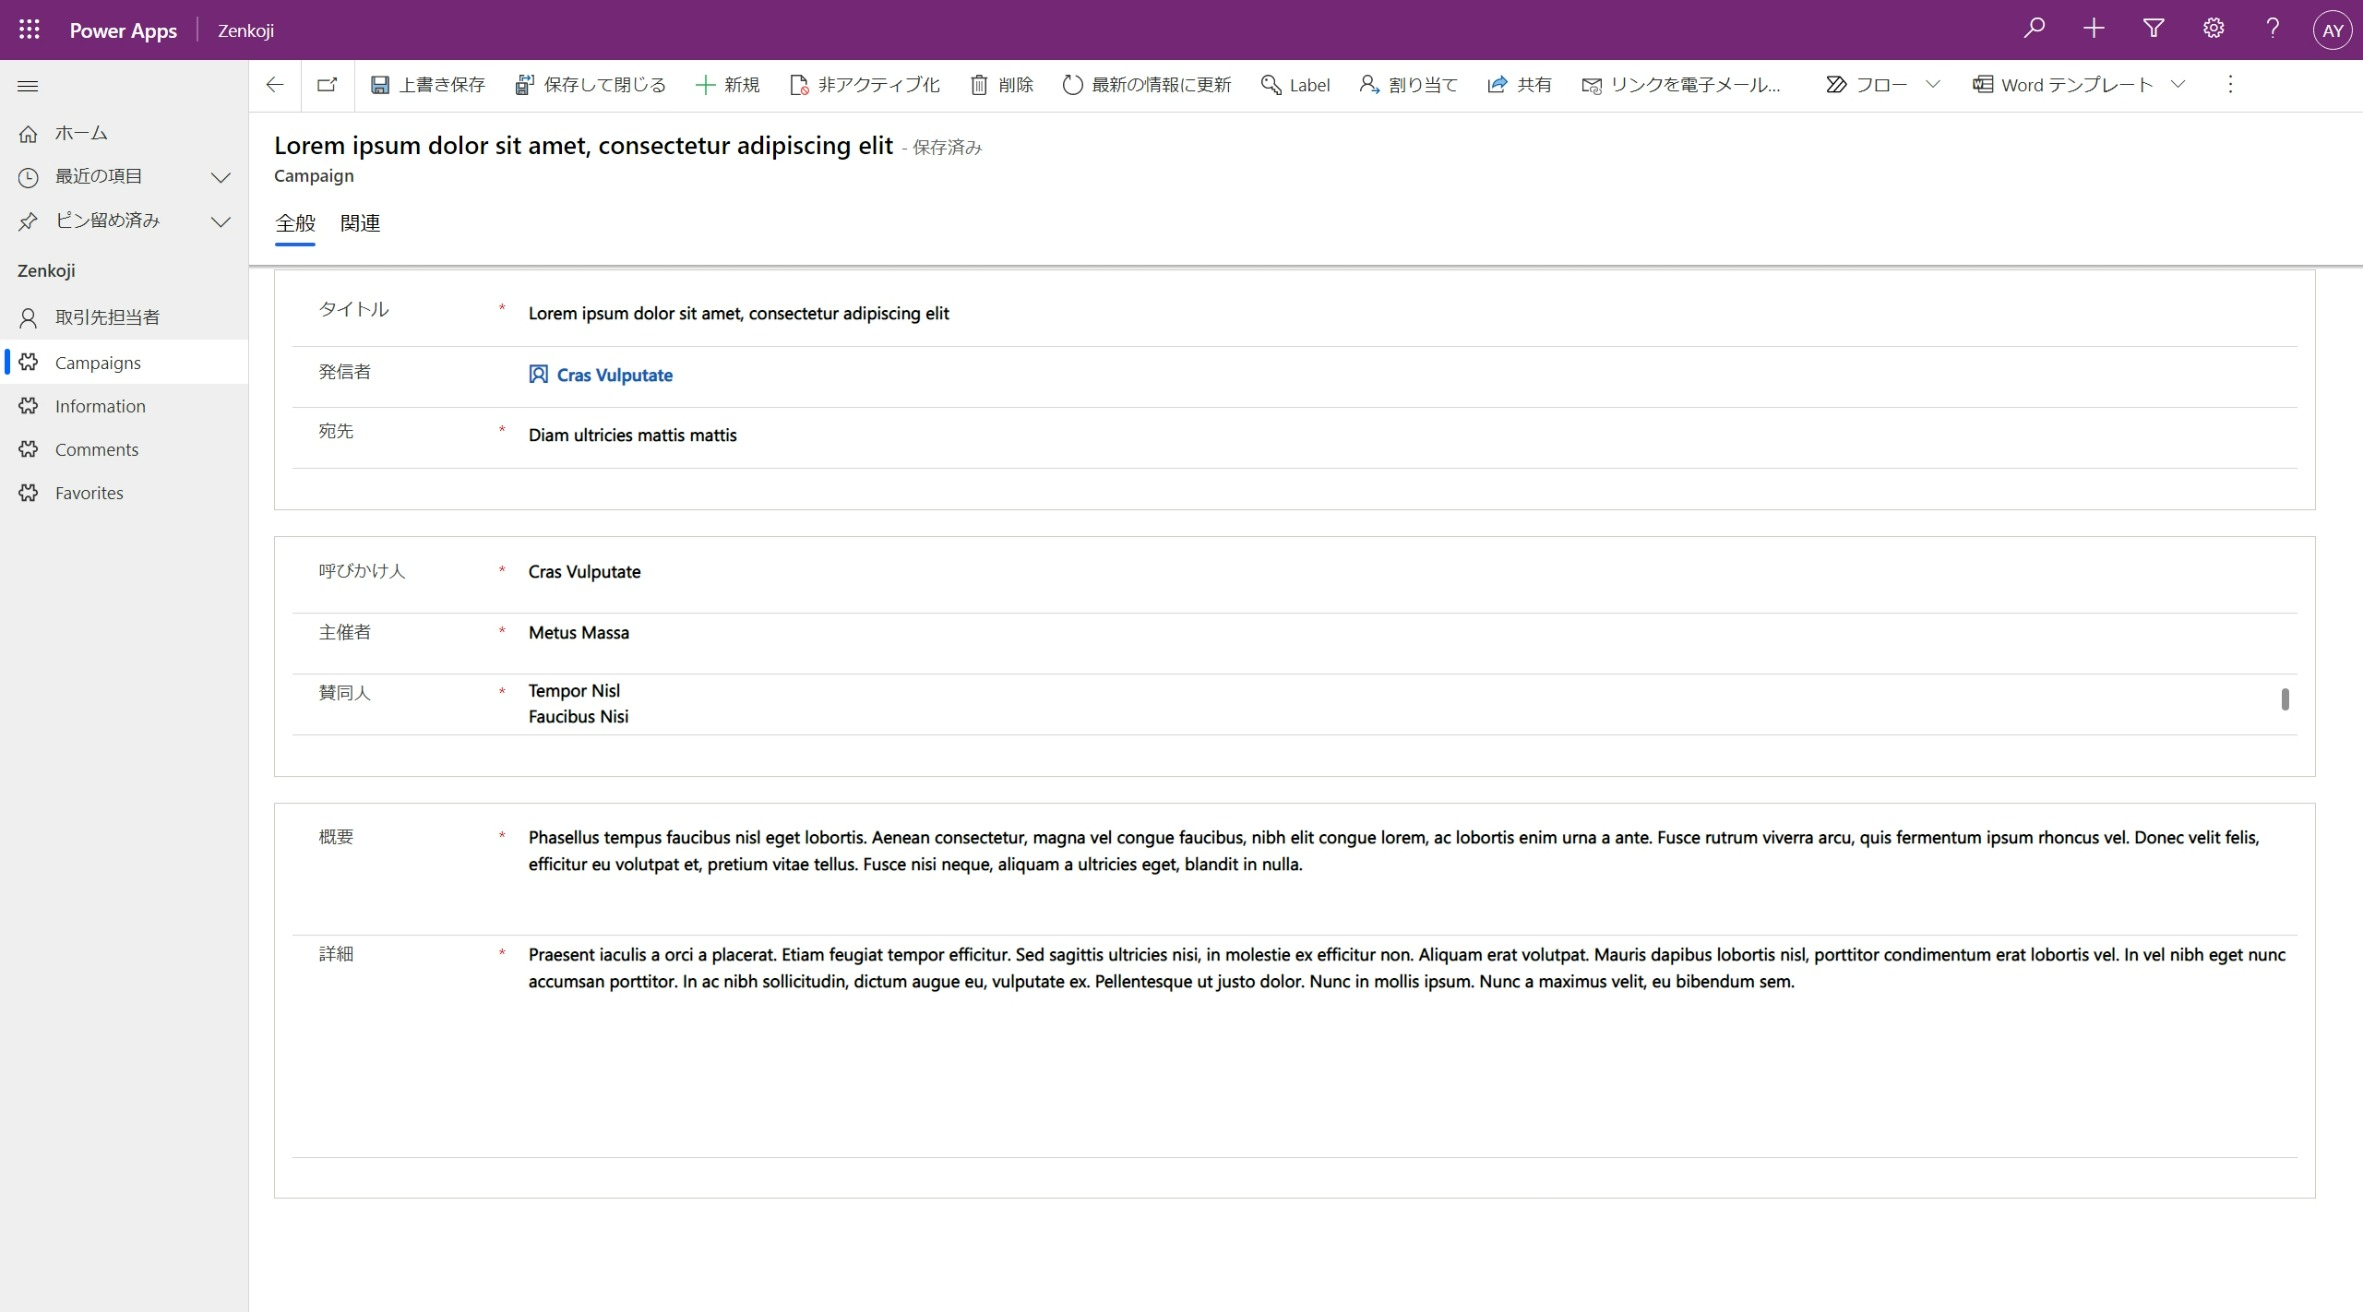 Power Apps
Zenkoji
AY
上書き保存
保存して閉じる
新規
非アクティブ化
削除
最新の情報に更新
Label
割り当て
共有
リンクを電子メール...
フロー
Word テンプレート
ホーム
最近の項目
ピン留め済み
Zenkoji
取引先担当者
Campaigns
Information
Comments
Favorites
Lorem ipsum dolor sit amet, consectetur adipiscing elit - 保存済み
Campaign
全般 関連
タイトル * Lorem ipsum dolor sit amet, consectetur adipiscing elit
発信者 Cras Vulputate
宛先 * Diam ultricies mattis mattis
呼びかけ人 * Cras Vulputate
主催者 * Metus Massa
賛同人 * Tempor Nisl
Faucibus Nisi
概要 * Phasellus tempus faucibus nisl eget lobortis. Aenean consectetur, magna vel congue faucibus, nibh elit congue lorem, ac lobortis enim urna a ante. Fusce rutrum viverra arcu, quis fermentum ipsum rhoncus vel. Donec velit felis,
efficitur eu volutpat et, pretium vitae tellus. Fusce nisi neque, aliquam a ultricies eget, blandit in nulla.
詳細 * Praesent iaculis a orci a placerat. Etiam feugiat tempor efficitur. Sed sagittis ultricies nisi, in molestie ex efficitur non. Aliquam erat volutpat. Mauris dapibus lobortis nisl, porttitor condimentum erat lobortis vel. In vel nibh eget nunc
accumsan porttitor. In ac nibh sollicitudin, dictum augue eu, vulputate ex. Pellentesque ut justo dolor. Nunc in mollis ipsum. Nunc a maximus velit, eu bibendum sem.